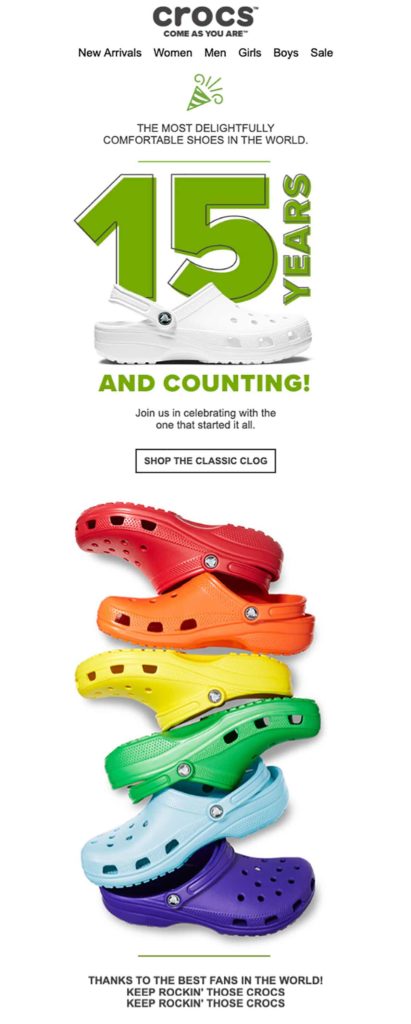 crocs™
COME AS YOU ARE™
New Arrivals Women Men Girls Boys Sale
THE MOST DELIGHTFULLY
COMFORTABLE SHOES IN THE WORLD.
15 YEARS
AND COUNTING!
Join us in celebrating with the
one that started it all.
SHOP THE CLASSIC CLOG
THANKS TO THE BEST FANS IN THE WORLD!
KEEP ROCKIN' THOSE CROCS
KEEP ROCKIN' THOSE CROCS